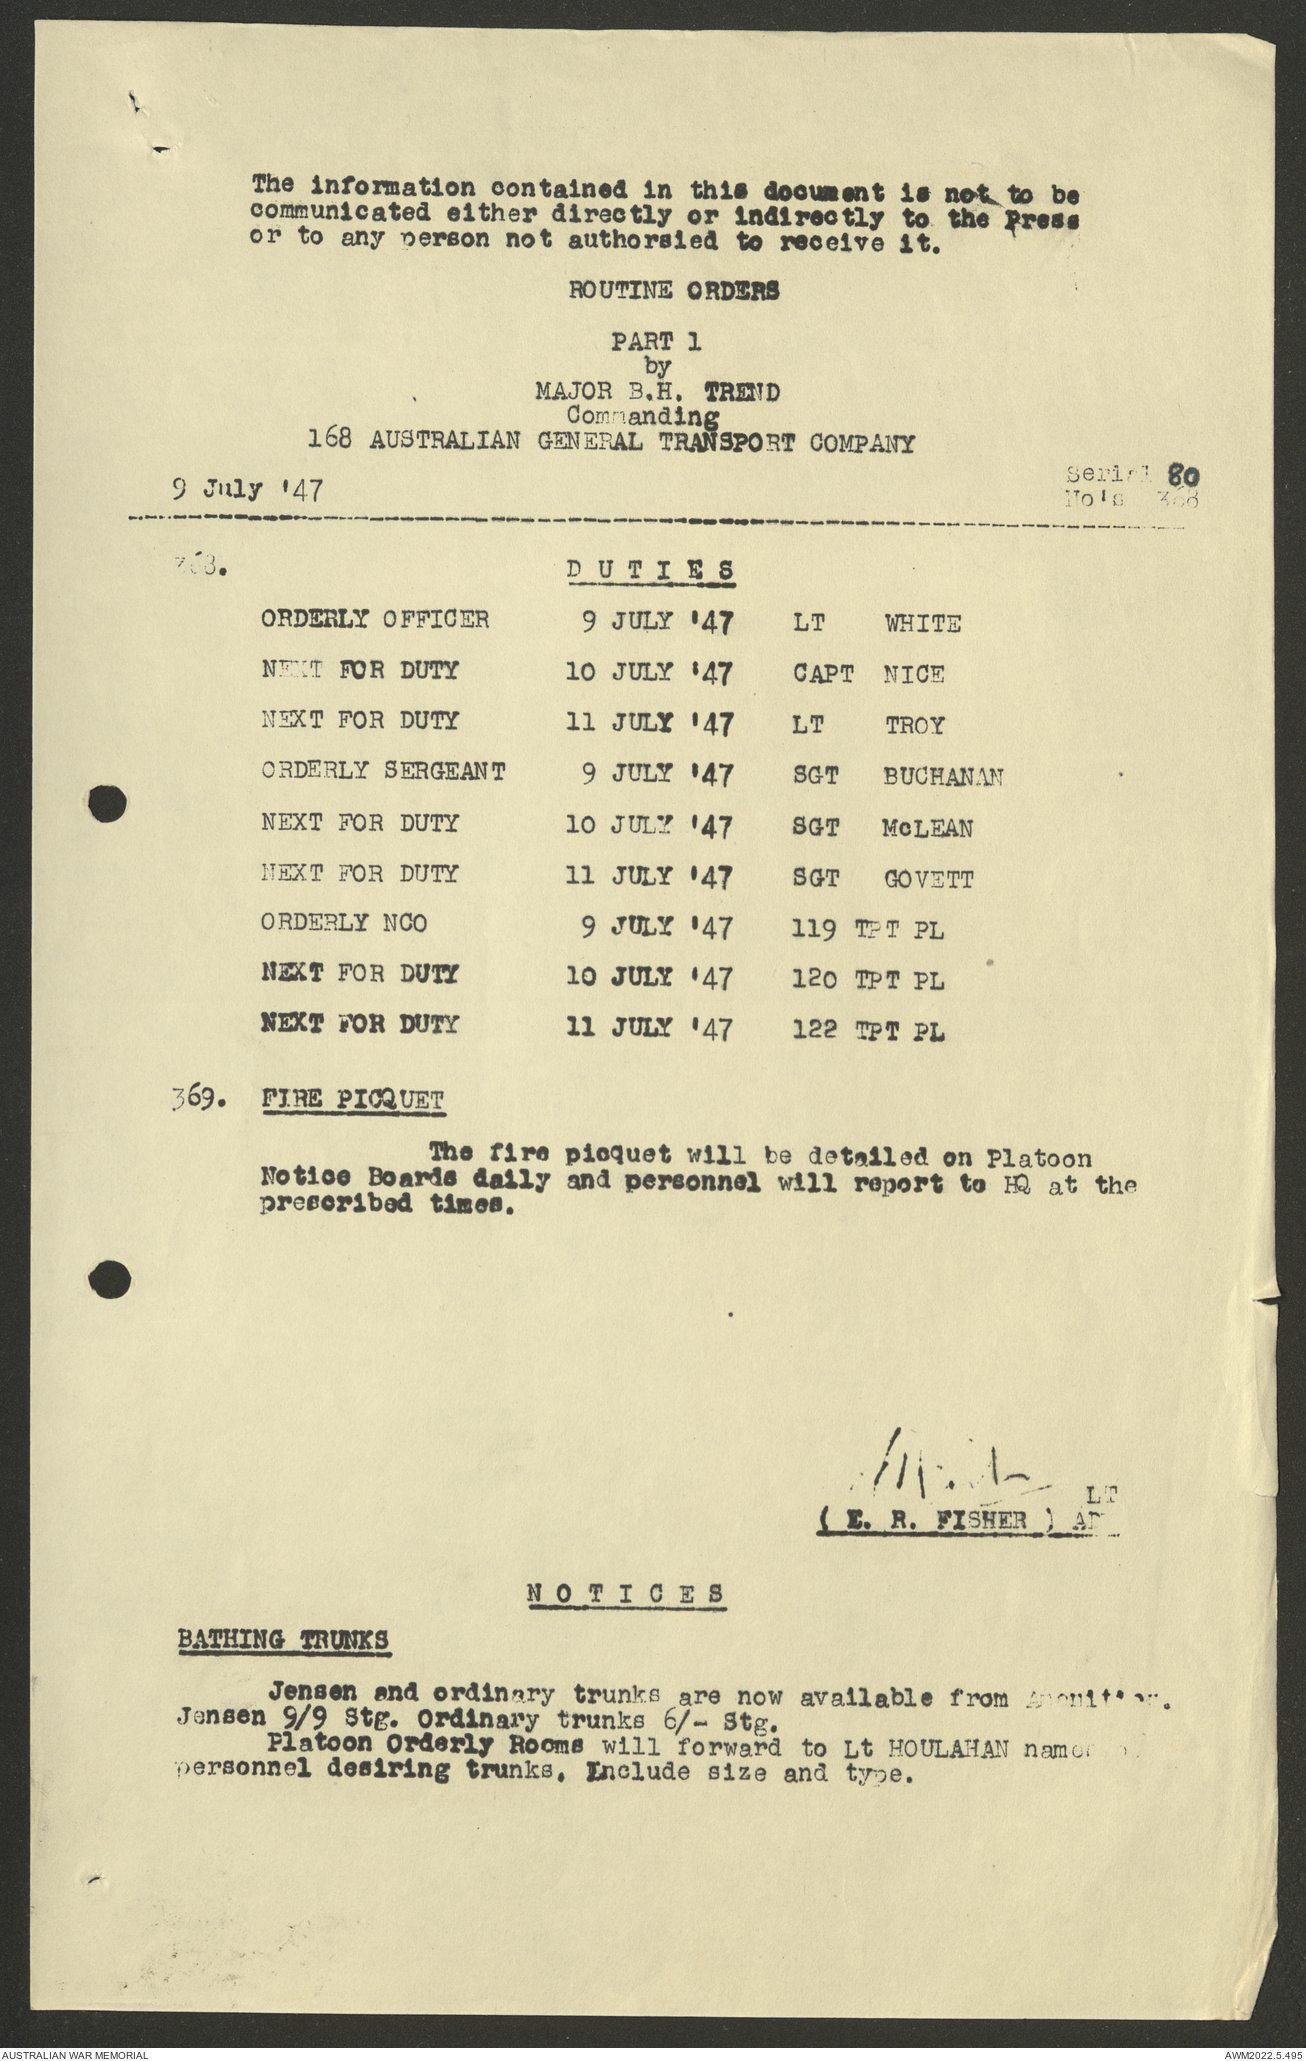 The information contained in this document is not to be
communicated either directly or indirectly to the Press
or to any person not authorsied to receive it.
ROUTINE ORDERS
PART 1
by
MAJOR B.H. TREND
Commanding
168 AUSTRALIAN GENERAL TRANSPORT COMPANY
Serial 80
9 July '47
No's 368
368.
D U T I E S
ORDERLY OFFICER 9 JULY '47 LT WHITE
NEXT FOR DUTY 10 JULY '47 CAPT NICE
NEXT FOR DUTY 11 JULY '47 LT TROY
ORDERLY SERGEANT 9 JULY '47 SGT BUCHANAN
NEXT FOR DUTY 10 JULY '47 SGT McLEAN
NEXT FOR DUTY 11 JULY '47 SGT GOVETT
ORDERLY NCO 9 JULY '47 119 TPT PL
NEXT FOR DUTY 10 JULY '47 120 TPT PL
NEXT FOR DUTY 11 JULY '47 122 TPT PL
369. FIRE PICQUET
The fire picquet will be detailed on Platoon
Notice Boards daily and personnel will report to HQ at the
prescribed times.
LT
( E. R. FISHER )
N O T I C E S
BATHING TRUNKS
Jensen and ordinary trunks are now available from
Jensen 9/9 Stg. Ordinary trunks 6/- Stg.
Platoon Orderly Rooms will forward to Lt HOULAHAN names
personnel desiring trunks. Include size and type.
AUSTRALIAN WAR MEMORIAL
AWM2022.5.495